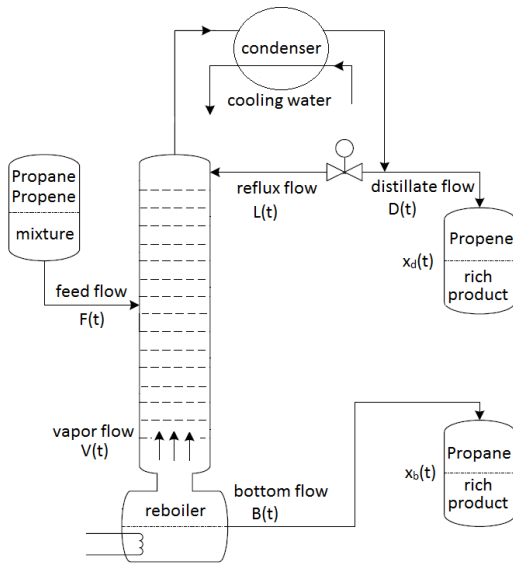 condenser
cooling water
Propane
Propene
mixture
reflux flow
L(t)
distillate flow
D(t)
feed flow
F(t)
Propene
rich
product
xd(t)
vapor flow
V(t)
reboiler
bottom flow
B(t)
Propane
rich
product
xb(t)